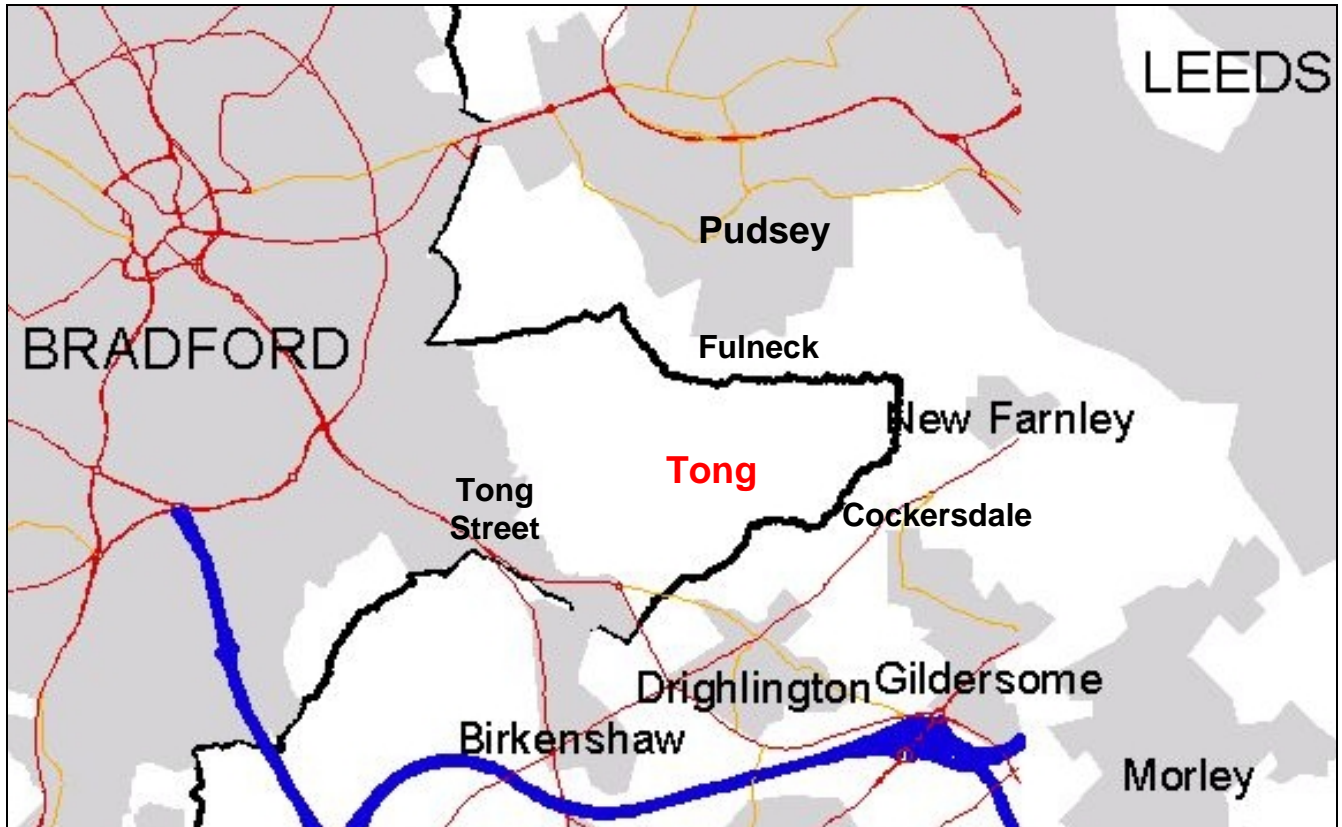 LEEDS
Pudsey
BRADFORD
Fulneck
New Farnley
Tong
Tong
Street
Cockersdale
Drighlington
Gildersome
Birkenshaw
Morley